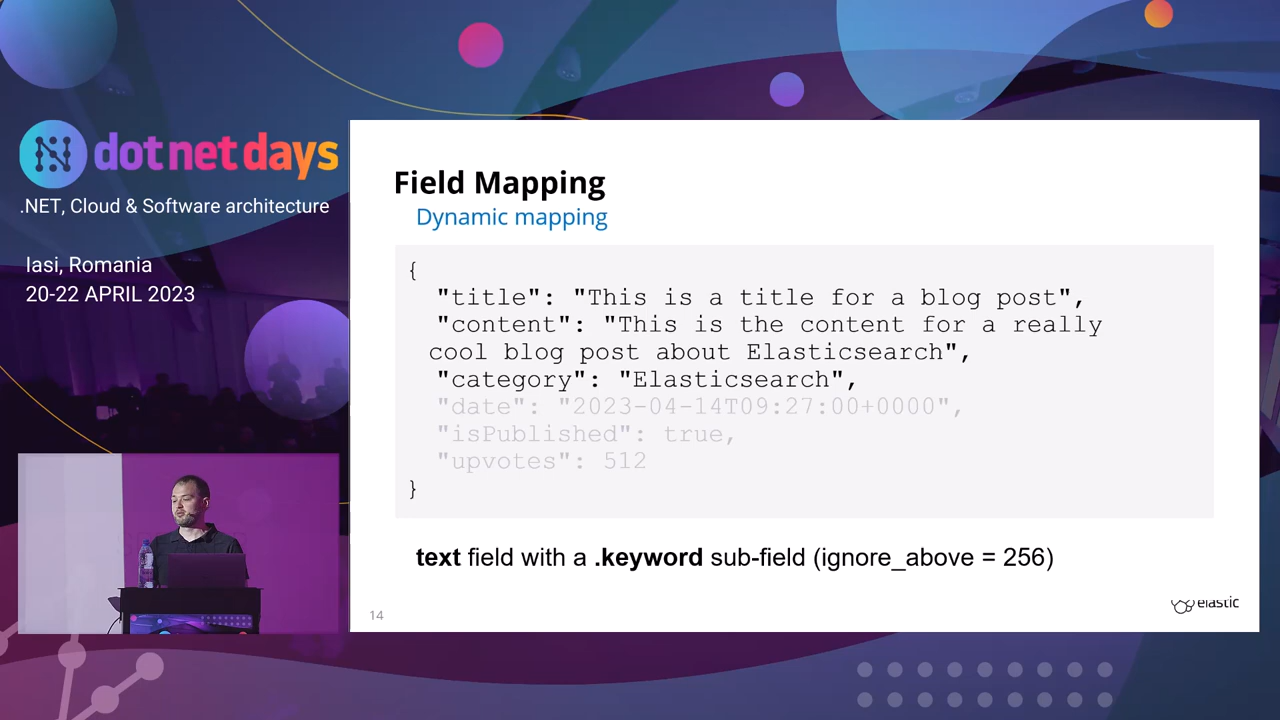 dotnetdays
.NET, Cloud & Software architecture
Iasi, Romania
20-22 APRIL 2023
Field Mapping
Dynamic mapping
{
"title": "This is a title for a blog post",
"content": "This is the content for a really
cool blog post about Elasticsearch",
"category": "Elasticsearch",
"date": "2023-04-14T09:27:00+0000",
"isPublished": true,
"upvotes": 512
}
text field with a .keyword sub-field (ignore_above = 256)
14
elastic